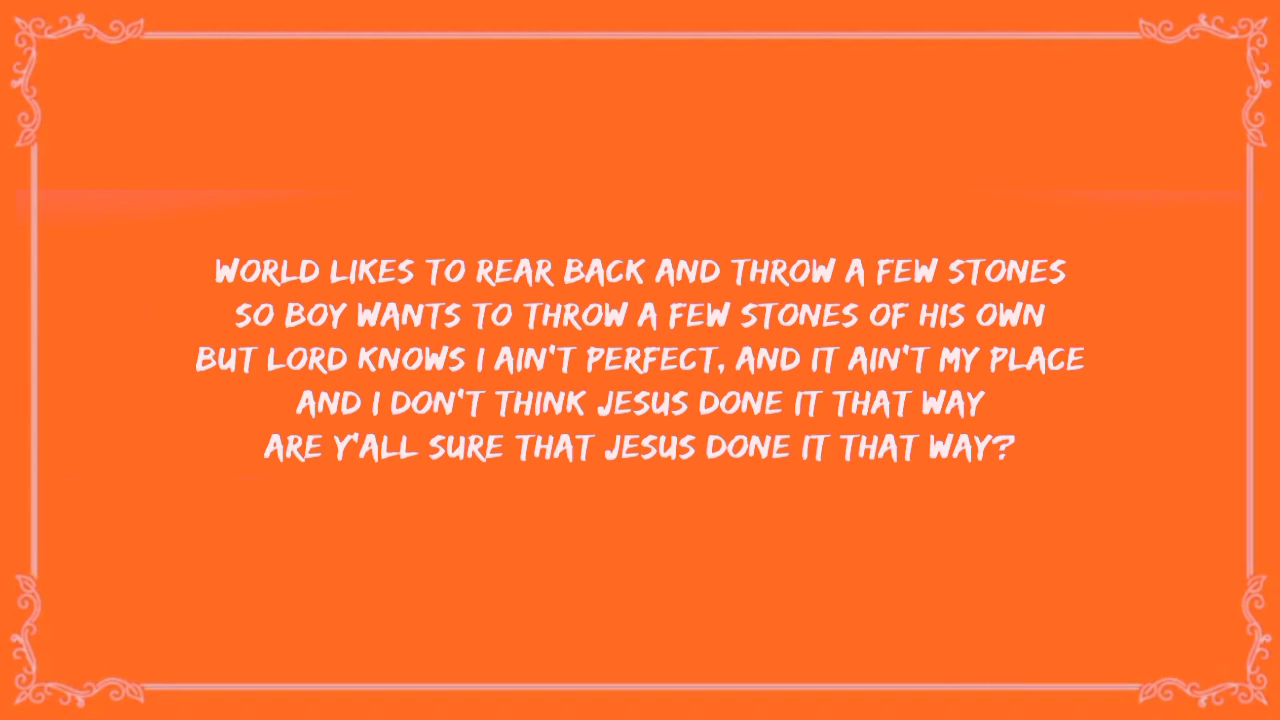 WORLD LIKES TO REAR BACK AND THROW A FEW STONES
SO BOY WANTS TO THROW A FEW STONES OF HIS OWN
BUT LORD KNOWS I AIN'T PERFECT, AND IT AIN'T MY PLACE
AND I DON'T THINK JESUS DONE IT THAT WAY
ARE Y'ALL SURE THAT JESUS DONE IT THAT WAY?